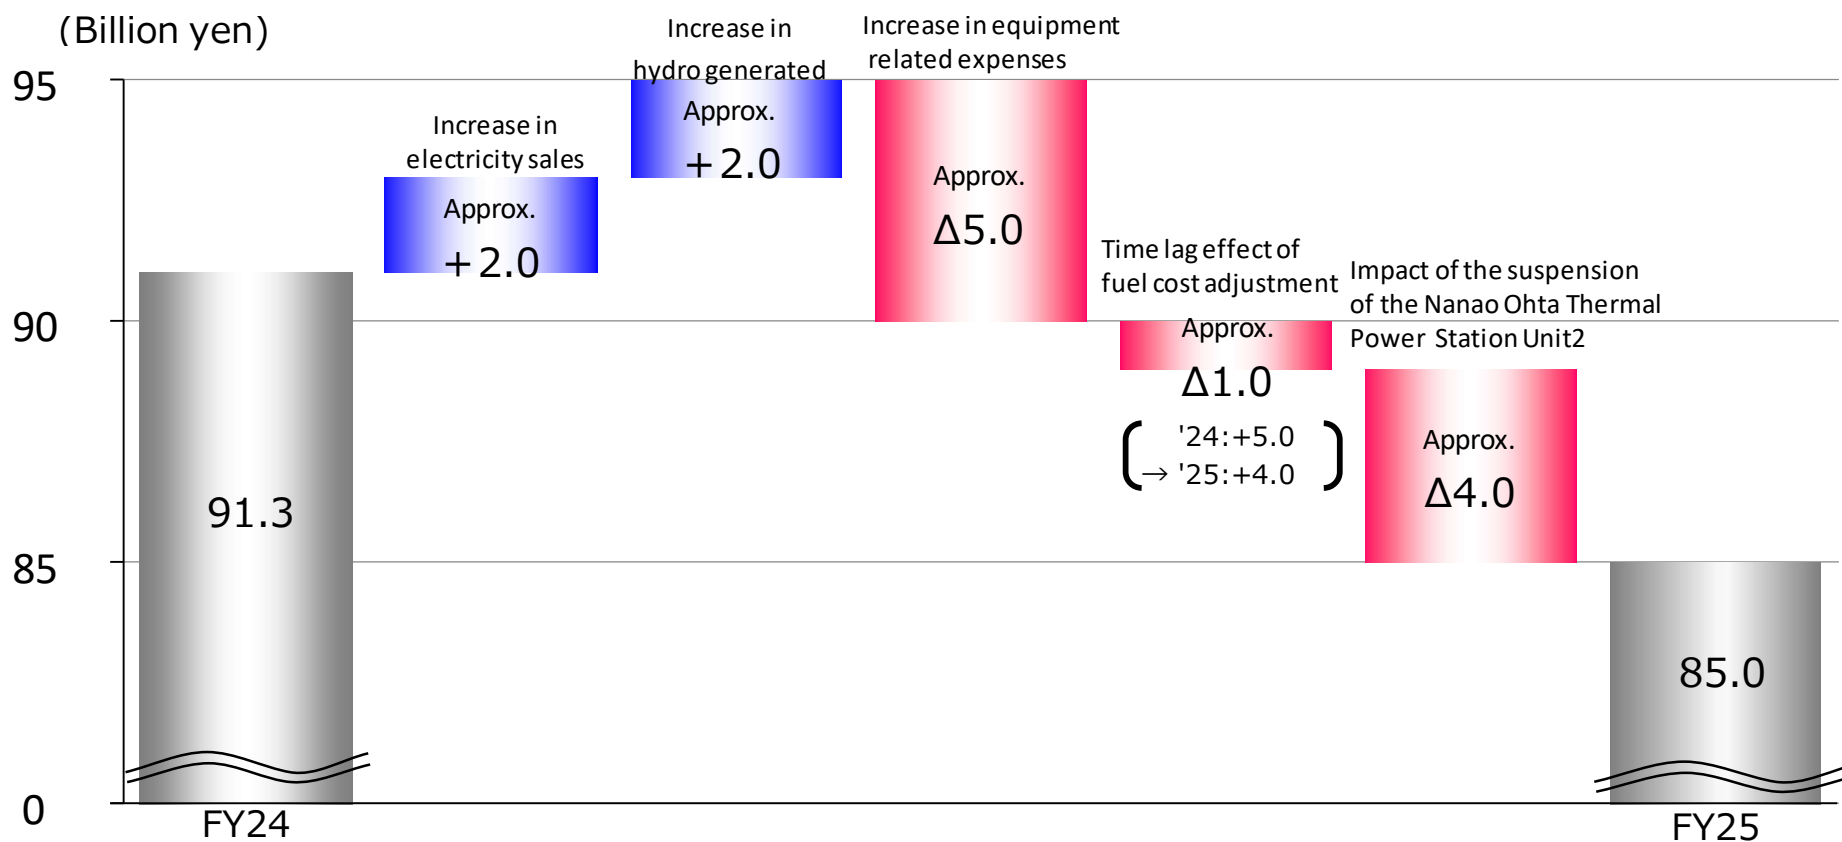 (Billion yen)
95
90
85
0
91.3
FY24
Increase in
electricity sales
Approx.
+2.0
Increase in
hydro generated
Approx.
+2.0
Increase in equipment
related expenses
Approx.
Δ5.0
Time lag effect of
fuel cost adjustment
Approx.
Δ1.0
'24:+5.0
→ '25:+4.0
Impact of the suspension
of the Nanao Ohta Thermal
Power Station Unit2
Approx.
Δ4.0
85.0
FY25